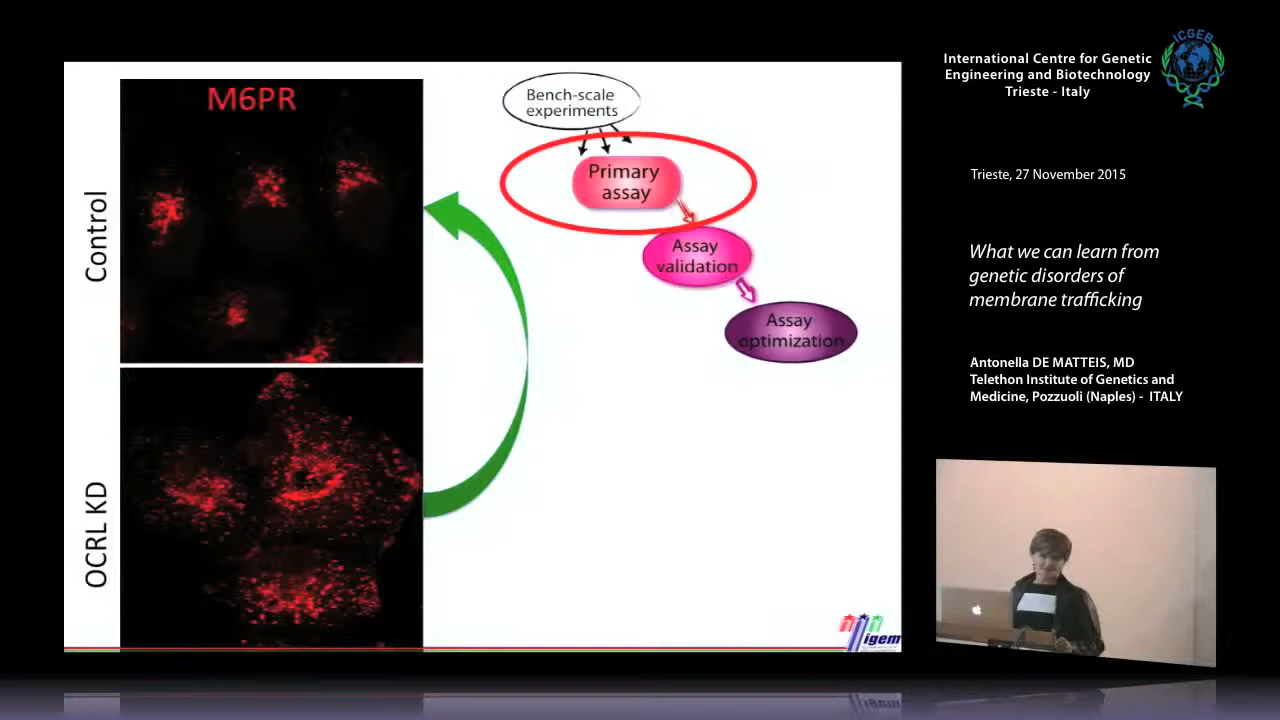 M6PR
Control
OCRL KD
Bench-scale
experiments
Primary
assay
Assay
validation
Assay
optimization
igem
International Centre for Genetic
Engineering and Biotechnology
Trieste - Italy
ICGEB
Trieste, 27 November 2015
What we can learn from
genetic disorders of
membrane trafficking
Antonella DE MATTEIS, MD
Telethon Institute of Genetics and
Medicine, Pozzuoli (Naples) - ITALY